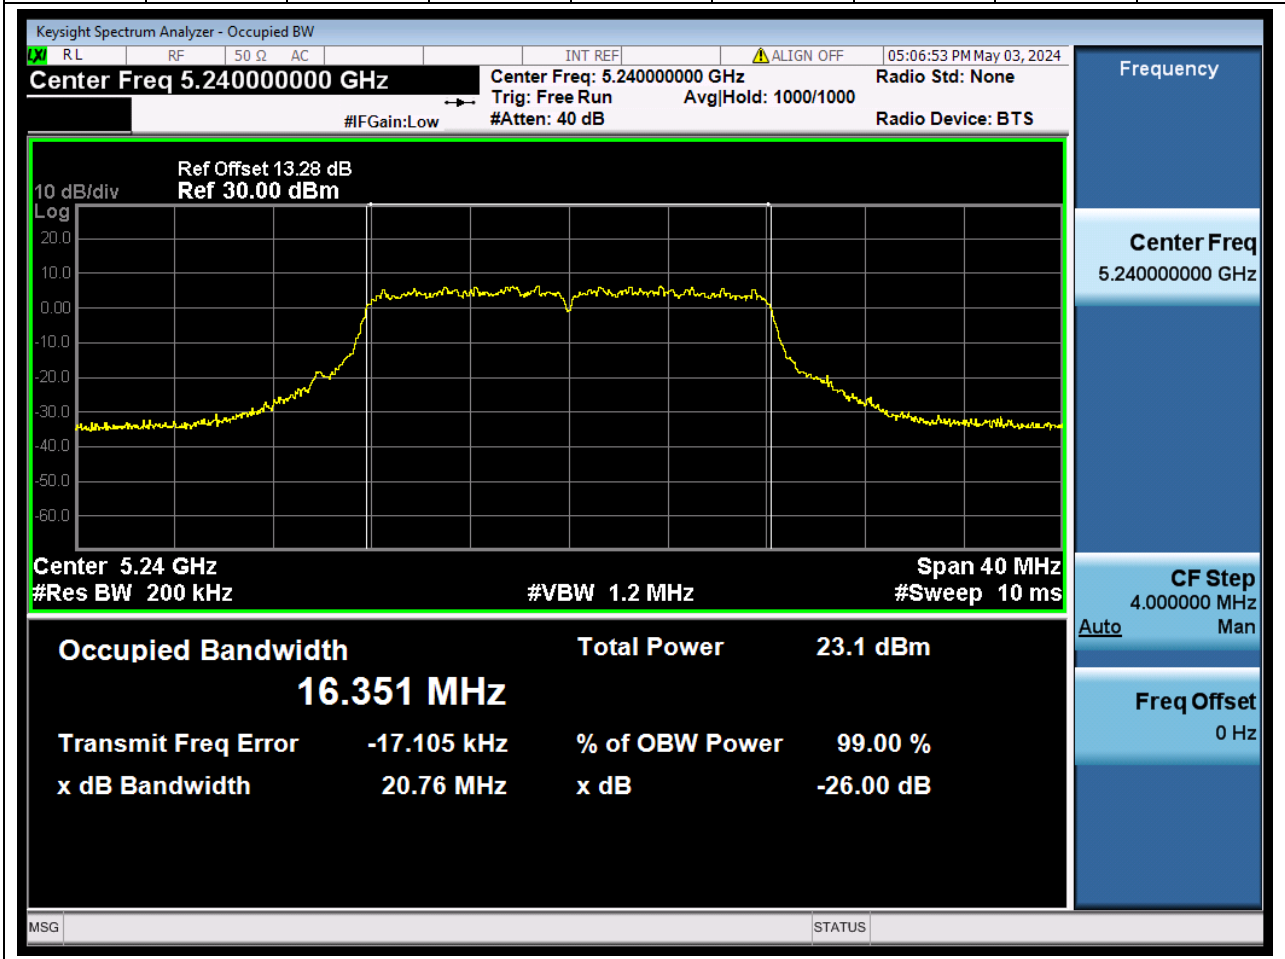 Keysight Spectrum Analyzer - Occupied BW
LXI RL RF 50 Ω AC INT REF ALIGN OFF 05:06:53 PM May 03, 2024
Center Freq 5.240000000 GHz
Center Freq: 5.240000000 GHz
Radio Std: None
Trig: Free Run Avg|Hold: 1000/1000
#IFGain:Low
#Atten: 40 dB
Radio Device: BTS
Ref Offset 13.28 dB
10 dB/div Ref 30.00 dBm
Log
20.0
10.0
0.00
-10.0
-20.0
-30.0
-40.0
-50.0
-60.0
Center 5.24 GHz Span 40 MHz
#Res BW 200 kHz #VBW 1.2 MHz #Sweep 10 ms
Occupied Bandwidth Total Power 23.1 dBm
16.351 MHz
Transmit Freq Error -17.105 kHz % of OBW Power 99.00 %
x dB Bandwidth 20.76 MHz x dB -26.00 dB
MSG STATUS
Frequency
Center Freq
5.240000000 GHz
CF Step
4.000000 MHz
Auto Man
Freq Offset
0 Hz